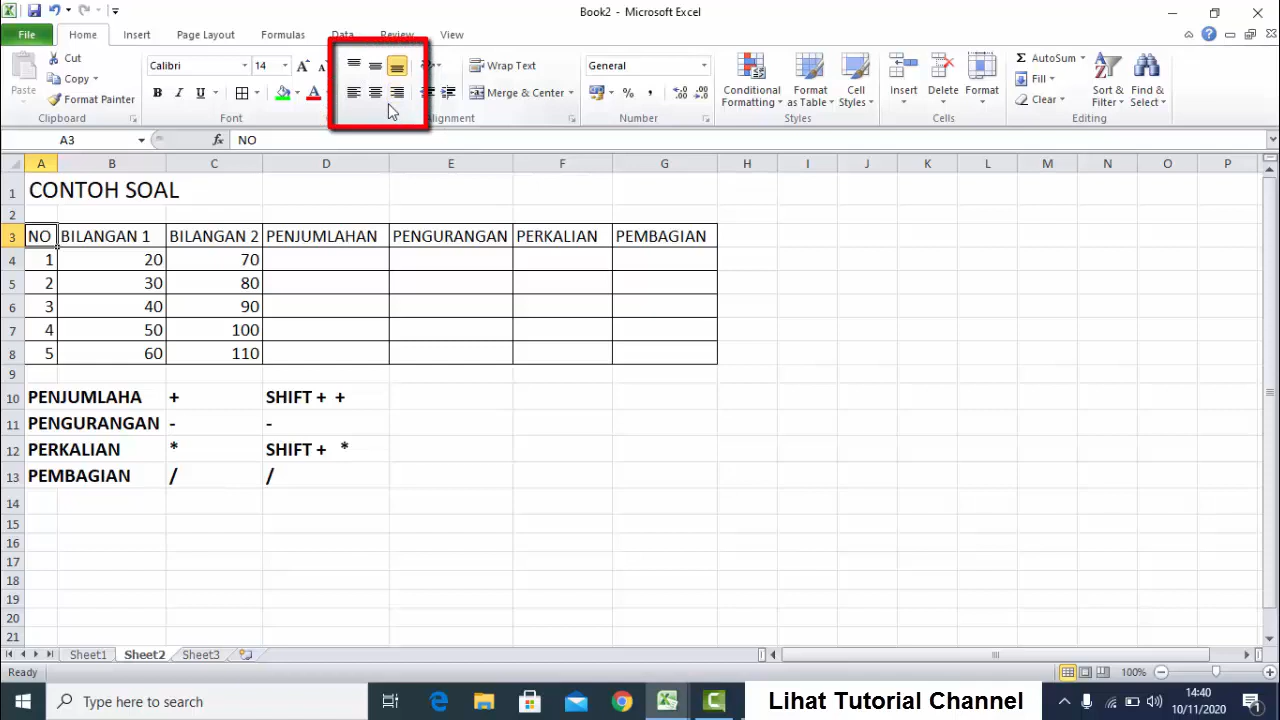 Book2 - Microsoft Excel
File Home Insert Page Layout Formulas Data Review View
Cut
Copy
Format Painter
Paste
Clipboard
Calibri 14
B I U A
Font
Wrap Text
Merge & Center
Alignment
General
% ,
Number
Conditional Formatting
Format as Table
Cell Styles
Styles
Insert Delete Format
Cells
AutoSum
Fill
Clear
Sort & Filter
Find & Select
Editing
A3 fx NO
A B C D E F G H I J K L M N O P
1 CONTOH SOAL
2
3 NO BILANGAN 1 BILANGAN 2 PENJUMLAHAN PENGURANGAN PERKALIAN PEMBAGIAN
4 1 20 70
5 2 30 80
6 3 40 90
7 4 50 100
8 5 60 110
9
10 PENJUMLAHA + SHIFT + +
11 PENGURANGAN - -
12 PERKALIAN * SHIFT + *
13 PEMBAGIAN / /
14
15
16
17
18
19
20
21
Sheet1 Sheet2 Sheet3
Ready 100%
Type here to search
Lihat Tutorial Channel
14:40
10/11/2020